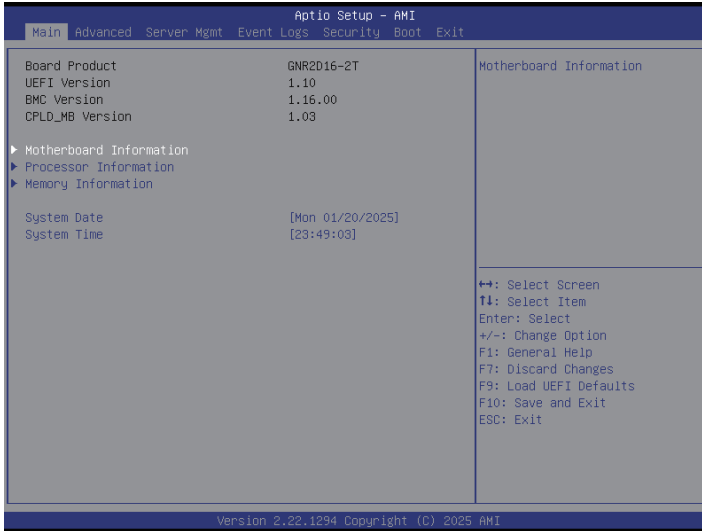 Aptio Setup - AMI
Main Advanced Server Mgmt Event Logs Security Boot Exit
Board Product GNR2D16-2T
UEFI Version 1.10
BMC Version 1.16.00
CPLD_MB Version 1.03
Motherboard Information
Processor Information
Memory Information
System Date [Mon 01/20/2025]
System Time [23:49:03]
Motherboard Information
↔: Select Screen
↑↓: Select Item
Enter: Select
+/-: Change Option
F1: General Help
F7: Discard Changes
F9: Load UEFI Defaults
F10: Save and Exit
ESC: Exit
Version 2.22.1294 Copyright (C) 2025 AMI